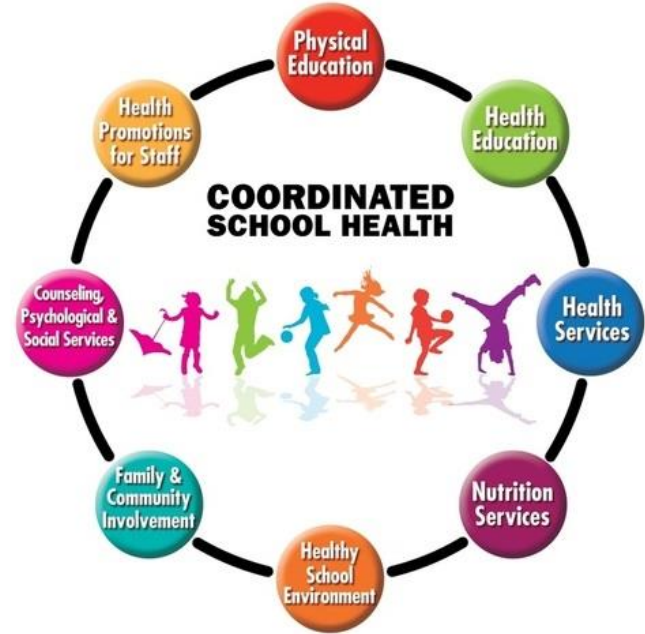 Physical
Education
Health
Promotions
for Staff
Health
Education
COORDINATED
SCHOOL HEALTH
Counseling,
Psychological &
Social Services
Health
Services
Family &
Community
Involvement
Nutrition
Services
Healthy
School
Environment